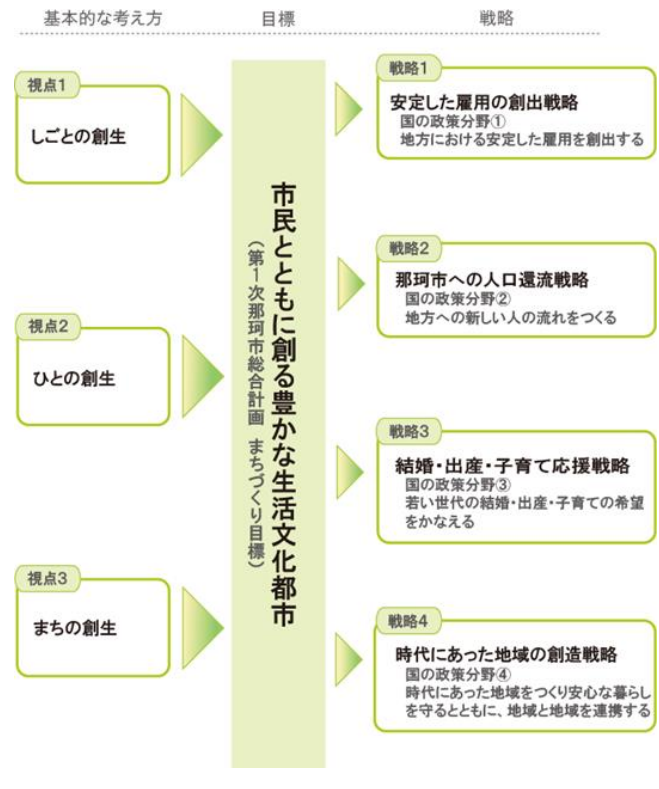 基本的な考え方
目標
戦略
視点1
しごとの創生
視点2
ひとの創生
視点3
まちの創生
市民とともに創る豊かな生活文化都市
（第1次那珂市総合計画 まちづくり目標）
戦略1
安定した雇用の創出戦略
国の政策分野①
地方における安定した雇用を創出する
戦略2
那珂市への人口還流戦略
国の政策分野②
地方への新しい人の流れをつくる
戦略3
結婚・出産・子育て応援戦略
国の政策分野③
若い世代の結婚・出産・子育ての希望
をかなえる
戦略4
時代にあった地域の創造戦略
国の政策分野④
時代にあった地域をつくり安心な暮らし
を守るとともに、地域と地域を連携する